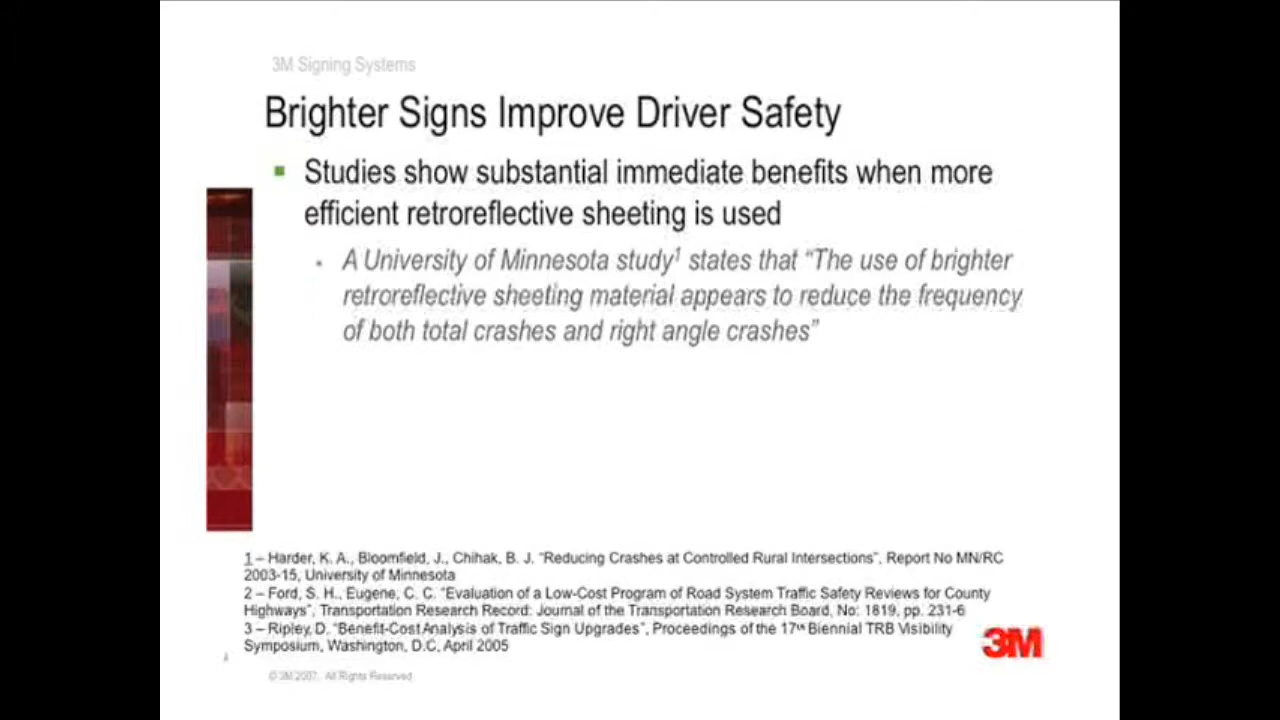 3M Signing Systems
Brighter Signs Improve Driver Safety
Studies show substantial immediate benefits when more
efficient retroreflective sheeting is used
A University of Minnesota study¹ states that “The use of brighter
retroreflective sheeting material appears to reduce the frequency
of both total crashes and right angle crashes”
1 – Harder, K. A., Bloomfield, J., Chihak, B. J. “Reducing Crashes at Controlled Rural Intersections”, Report No MN/RC
2003-15, University of Minnesota
2 – Ford, S. H., Eugene, C. C. “Evaluation of a Low-Cost Program of Road System Traffic Safety Reviews for County
Highways”, Transportation Research Record: Journal of the Transportation Research Board, No: 1819, pp. 231-6
3 – Ripley, D. “Benefit-Cost Analysis of Traffic Sign Upgrades”, Proceedings of the 17th Biennial TRB Visibility
Symposium, Washington, D.C, April 2005
3M
© 3M 2007. All Rights Reserved